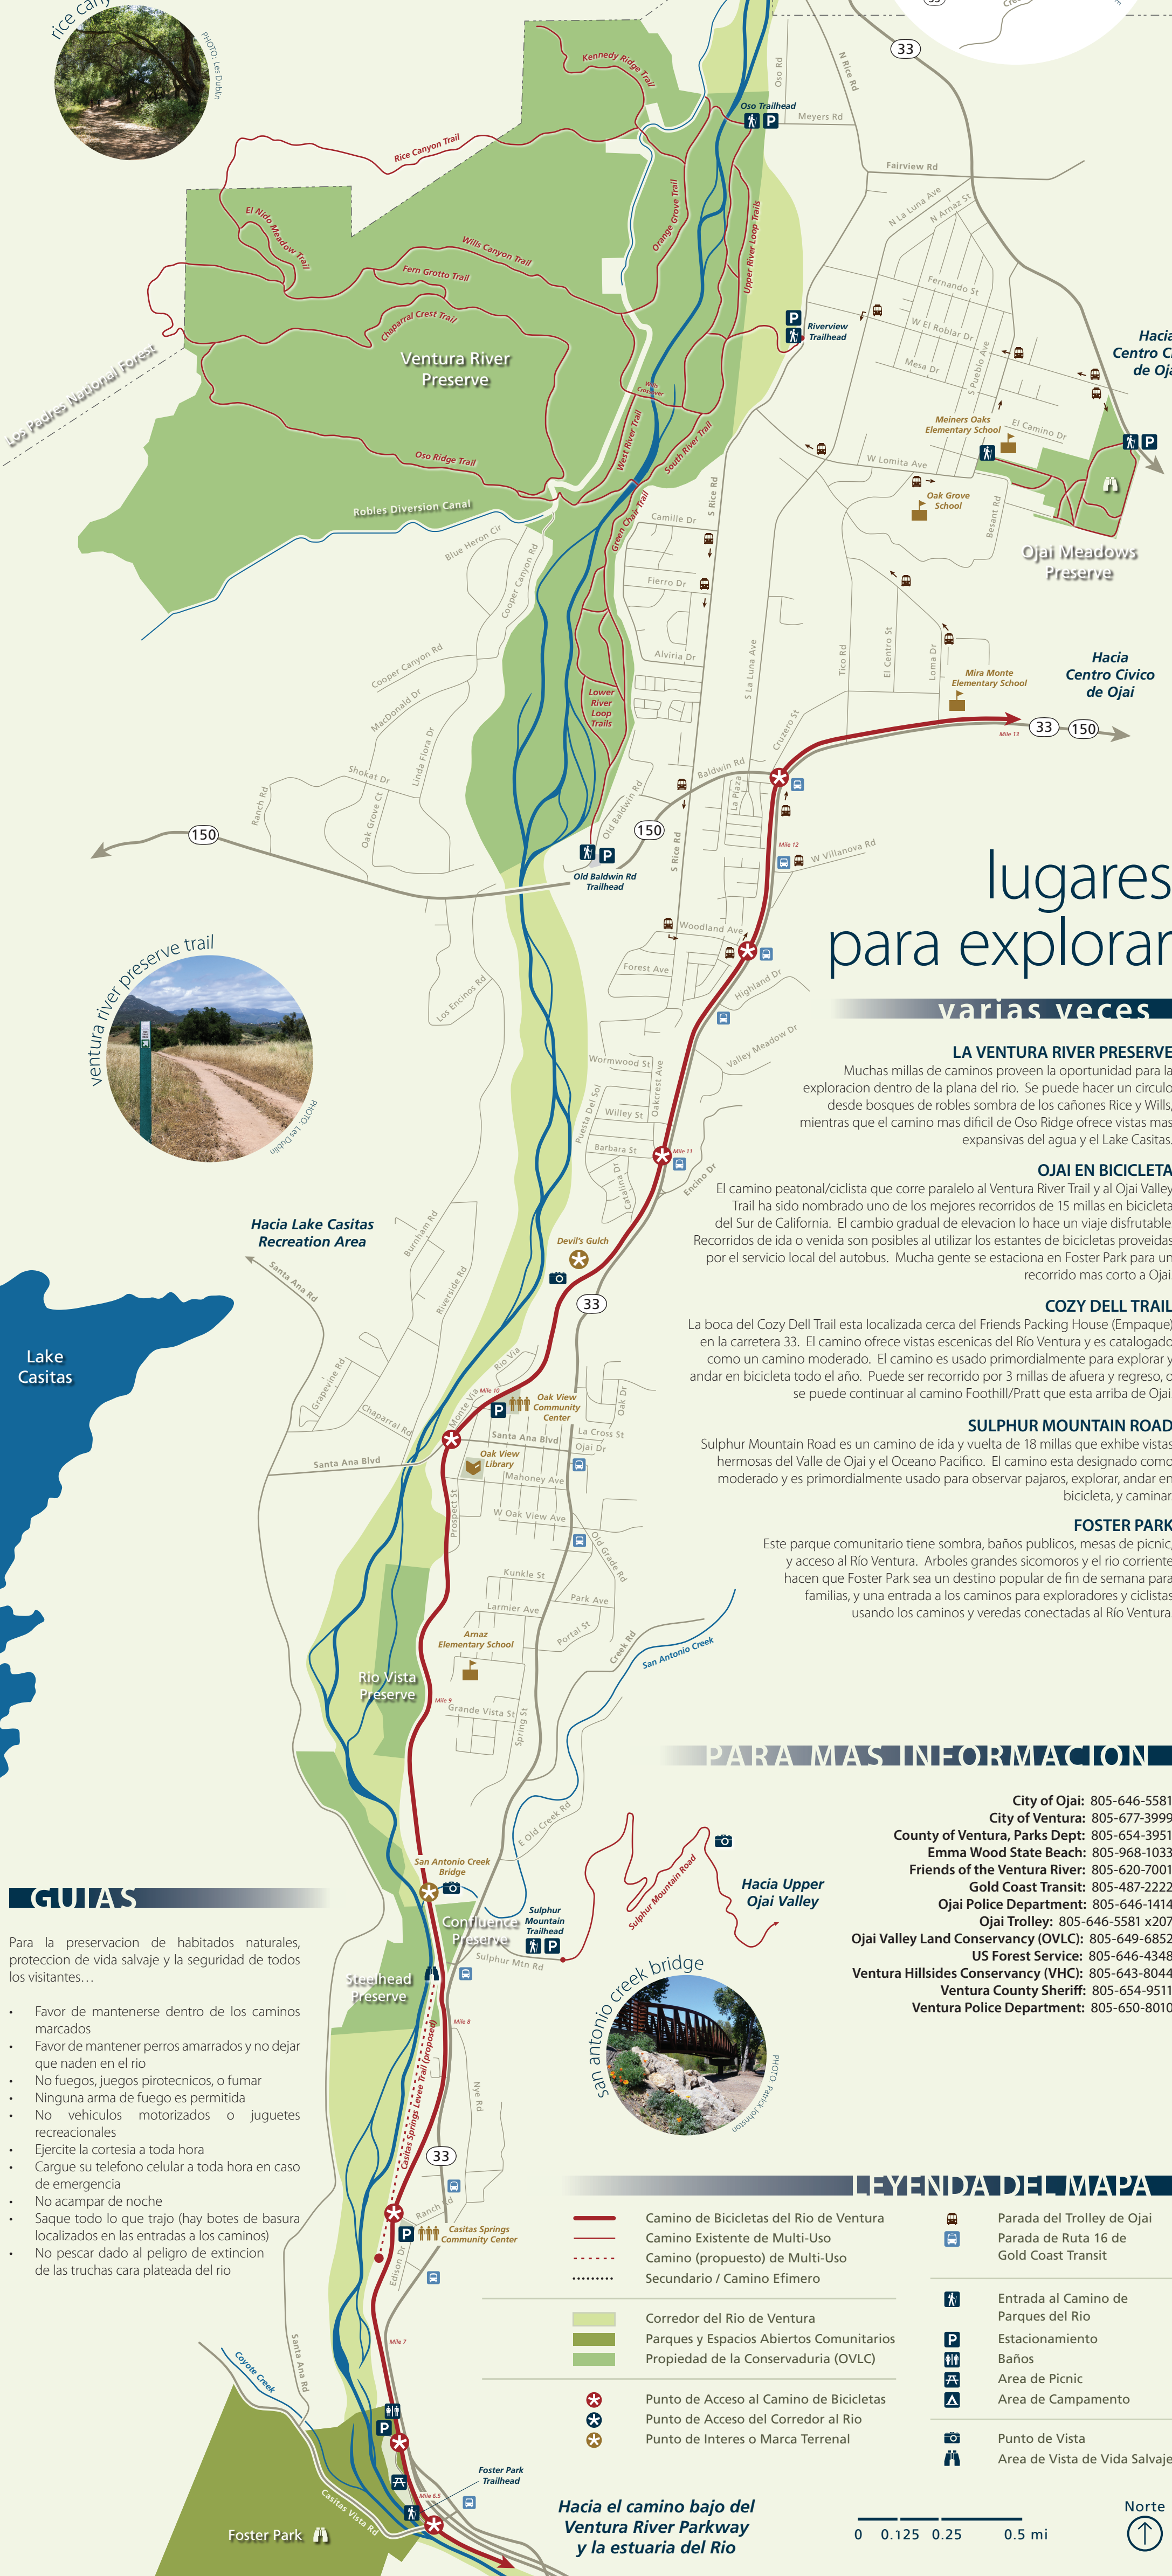 rice cany
PHOTO: Les Dublin
33
Kennedy Ridge Trail
Oso Rd
N Rice Rd
Oso Trailhead
P
Meyers Rd
Rice Canyon Trail
Fairview Rd
N La Luna Ave
N Arnaz St
El Nido Meadow Trail
Orange Grove Trail
Upper River Loop Trails
Wills Canyon Trail
Fern Grotto Trail
Fernando St
Chaparral Crest Trail
P
Riverview
Trailhead
W El Roblar Dr
Mesa Dr
S Pueblo Ave
Hacia
Centro Ci
de Oja
Los Padres National Forest
Ventura River
Preserve
Wills
Crossover
West River Trail
South River Trail
Meiners Oaks
Elementary School
El Camino Dr
P
Oso Ridge Trail
W Lomita Ave
Oak Grove
School
Besant Rd
S Rice Rd
Robles Diversion Canal
Green Chair Trail
Camille Dr
Blue Heron Cir
Cooper Canyon Rd
Ojai Meadows
Preserve
Fierro Dr
Alviria Dr
S La Luna Ave
Tico Rd
El Centro St
Loma Dr
Cooper Canyon Rd
MacDonald Dr
Mira Monte
Elementary School
Hacia
Centro Civico
de Ojai
Lower
River
Loop
Trails
Cruzero St
Mile 13
33
150
Linda Flora Dr
Shokat Dr
Ranch Rd
Oak Grove Ct
Baldwin Rd
La Plaza
Old Baldwin Rd
150
150
S Rice Rd
Mile 12
W Villanova Rd
P
Old Baldwin Rd
Trailhead
lugares
para explorar
varias veces
Woodland Ave
Forest Ave
Highland Dr
Los Encinos Rd
ventura river preserve trail
PHOTO: Les Dublin
Valley Meadow Dr
Wormwood St
Oakcrest Ave
Puesta Del Sol
Willey St
Barbara St
Catalina Dr
Mile 11
Encino Dr
LA VENTURA RIVER PRESERVE
Muchas millas de caminos proveen la oportunidad para la
exploracion dentro de la plana del rio. Se puede hacer un circulo
desde bosques de robles sombra de los cañones Rice y Wills,
mientras que el camino mas dificil de Oso Ridge ofrece vistas mas
expansivas del agua y el Lake Casitas.
OJAI EN BICICLETA
El camino peatonal/ciclista que corre paralelo al Ventura River Trail y al Ojai Valley
Trail ha sido nombrado uno de los mejores recorridos de 15 millas en bicicleta
del Sur de California. El cambio gradual de elevacion lo hace un viaje disfrutable.
Recorridos de ida o venida son posibles al utilizar los estantes de bicicletas proveidas
por el servicio local del autobus. Mucha gente se estaciona en Foster Park para un
recorrido mas corto a Ojai.
COZY DELL TRAIL
La boca del Cozy Dell Trail esta localizada cerca del Friends Packing House (Empaque)
en la carretera 33. El camino ofrece vistas escenicas del Río Ventura y es catalogado
como un camino moderado. El camino es usado primordialmente para explorar y
andar en bicicleta todo el año. Puede ser recorrido por 3 millas de afuera y regreso, o
se puede continuar al camino Foothill/Pratt que esta arriba de Ojai.
SULPHUR MOUNTAIN ROAD
Sulphur Mountain Road es un camino de ida y vuelta de 18 millas que exhibe vistas
hermosas del Valle de Ojai y el Oceano Pacifico. El camino esta designado como
moderado y es primordialmente usado para observar pajaros, explorar, andar en
bicicleta, y caminar.
FOSTER PARK
Este parque comunitario tiene sombra, baños publicos, mesas de picnic,
y acceso al Río Ventura. Arboles grandes sicomoros y el rio corriente
hacen que Foster Park sea un destino popular de fin de semana para
familias, y una entrada a los caminos para exploradores y ciclistas
usando los caminos y veredas conectadas al Río Ventura.
Hacia Lake Casitas
Recreation Area
Burnham Rd
Santa Ana Rd
Riverside Rd
Devil's Gulch
33
Lake
Casitas
Grapevine Rd
Chaparral Rd
Rio Via
Monte Via
Mile 10
P
Oak View
Community
Center
Oak Dr
Santa Ana Blvd
La Cross St
Ojai Dr
Santa Ana Blvd
Oak View
Library
Mahoney Ave
Prospect St
W Oak View Ave
Old Grade Rd
Kunkle St
Park Ave
Larmier Ave
Portal St
Arnaz
Elementary School
Creek Rd
San Antonio Creek
Rio Vista
Preserve
Mile 9
Grande Vista St
Spring St
E Old Creek Rd
PARA MAS INFORMACION
City of Ojai: 805-646-5581
City of Ventura: 805-677-3999
County of Ventura, Parks Dept: 805-654-3951
Emma Wood State Beach: 805-968-1033
Friends of the Ventura River: 805-620-7001
Gold Coast Transit: 805-487-2222
Ojai Police Department: 805-646-1414
Ojai Trolley: 805-646-5581 x207
Ojai Valley Land Conservancy (OVLC): 805-649-6852
US Forest Service: 805-646-4348
Ventura Hillsides Conservancy (VHC): 805-643-8044
Ventura County Sheriff: 805-654-9511
Ventura Police Department: 805-650-8010
San Antonio Creek
Bridge
Sulphur Mountain Road
Hacia Upper
Ojai Valley
Confluence
Preserve
Sulphur
Mountain
Trailhead
P
Sulphur Mtn Rd
Steelhead
Preserve
Mile 8
san antonio creek bridge
PHOTO: Patrick Johnston
Casitas Springs Levee Trail (proposed)
Nye Rd
33
GUIAS
Para la preservacion de habitados naturales,
proteccion de vida salvaje y la seguridad de todos
los visitantes…
• Favor de mantenerse dentro de los caminos
marcados
• Favor de mantener perros amarrados y no dejar
que naden en el rio
• No fuegos, juegos pirotecnicos, o fumar
• Ninguna arma de fuego es permitida
• No vehiculos motorizados o juguetes
recreacionales
• Ejercite la cortesia a toda hora
• Cargue su telefono celular a toda hora en caso
de emergencia
• No acampar de noche
• Saque todo lo que trajo (hay botes de basura
localizados en las entradas a los caminos)
• No pescar dado al peligro de extincion
de las truchas cara plateada del rio
Ranch Rd
P
Casitas Springs
Community Center
Edison Dr
Mile 7
Santa Ana Rd
Coyote Creek
P
Foster Park
Trailhead
Mile 6.5
Casitas Vista Rd
Foster Park
LEYENDA DEL MAPA
Camino de Bicicletas del Rio de Ventura
Camino Existente de Multi-Uso
Camino (propuesto) de Multi-Uso
Secundario / Camino Efimero
Corredor del Rio de Ventura
Parques y Espacios Abiertos Comunitarios
Propiedad de la Conservaduria (OVLC)
Punto de Acceso al Camino de Bicicletas
Punto de Acceso del Corredor al Rio
Punto de Interes o Marca Terrenal
Parada del Trolley de Ojai
Parada de Ruta 16 de
Gold Coast Transit
Entrada al Camino de
Parques del Rio
P Estacionamiento
Baños
Area de Picnic
Area de Campamento
Punto de Vista
Area de Vista de Vida Salvaje
Hacia el camino bajo del
Ventura River Parkway
y la estuaria del Rio
0 0.125 0.25 0.5 mi
Norte